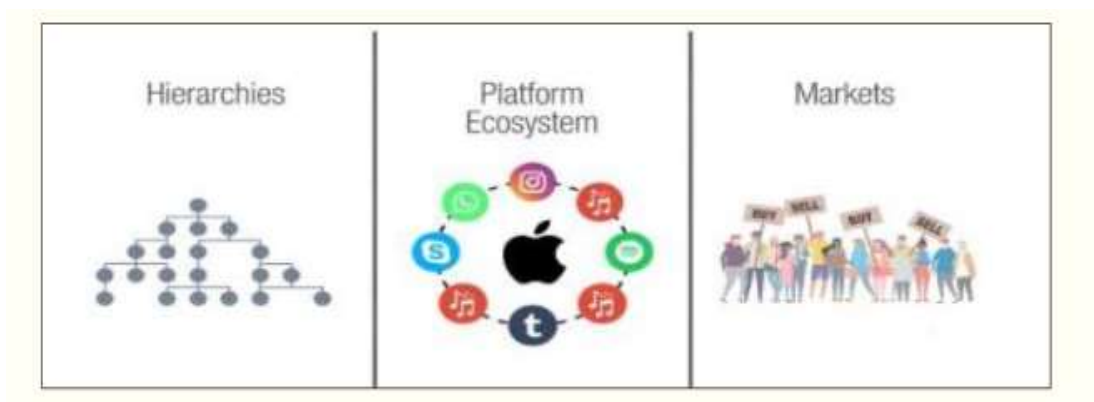 Hierarchies
Platform
Ecosystem
Markets
BUY
SELL
BUY
SELL
S
t